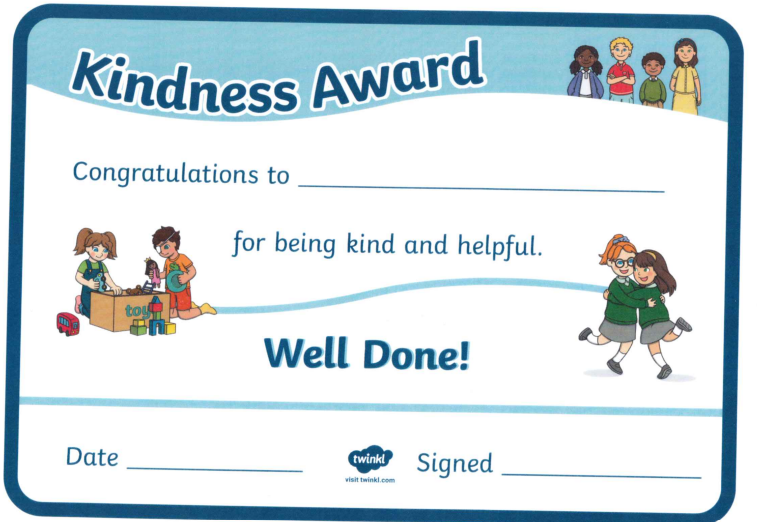 Kindness Award
Congratulations to
for being kind and helpful.
toy
Well Done!
Date
twinkl
visit twinkl.com
Signed